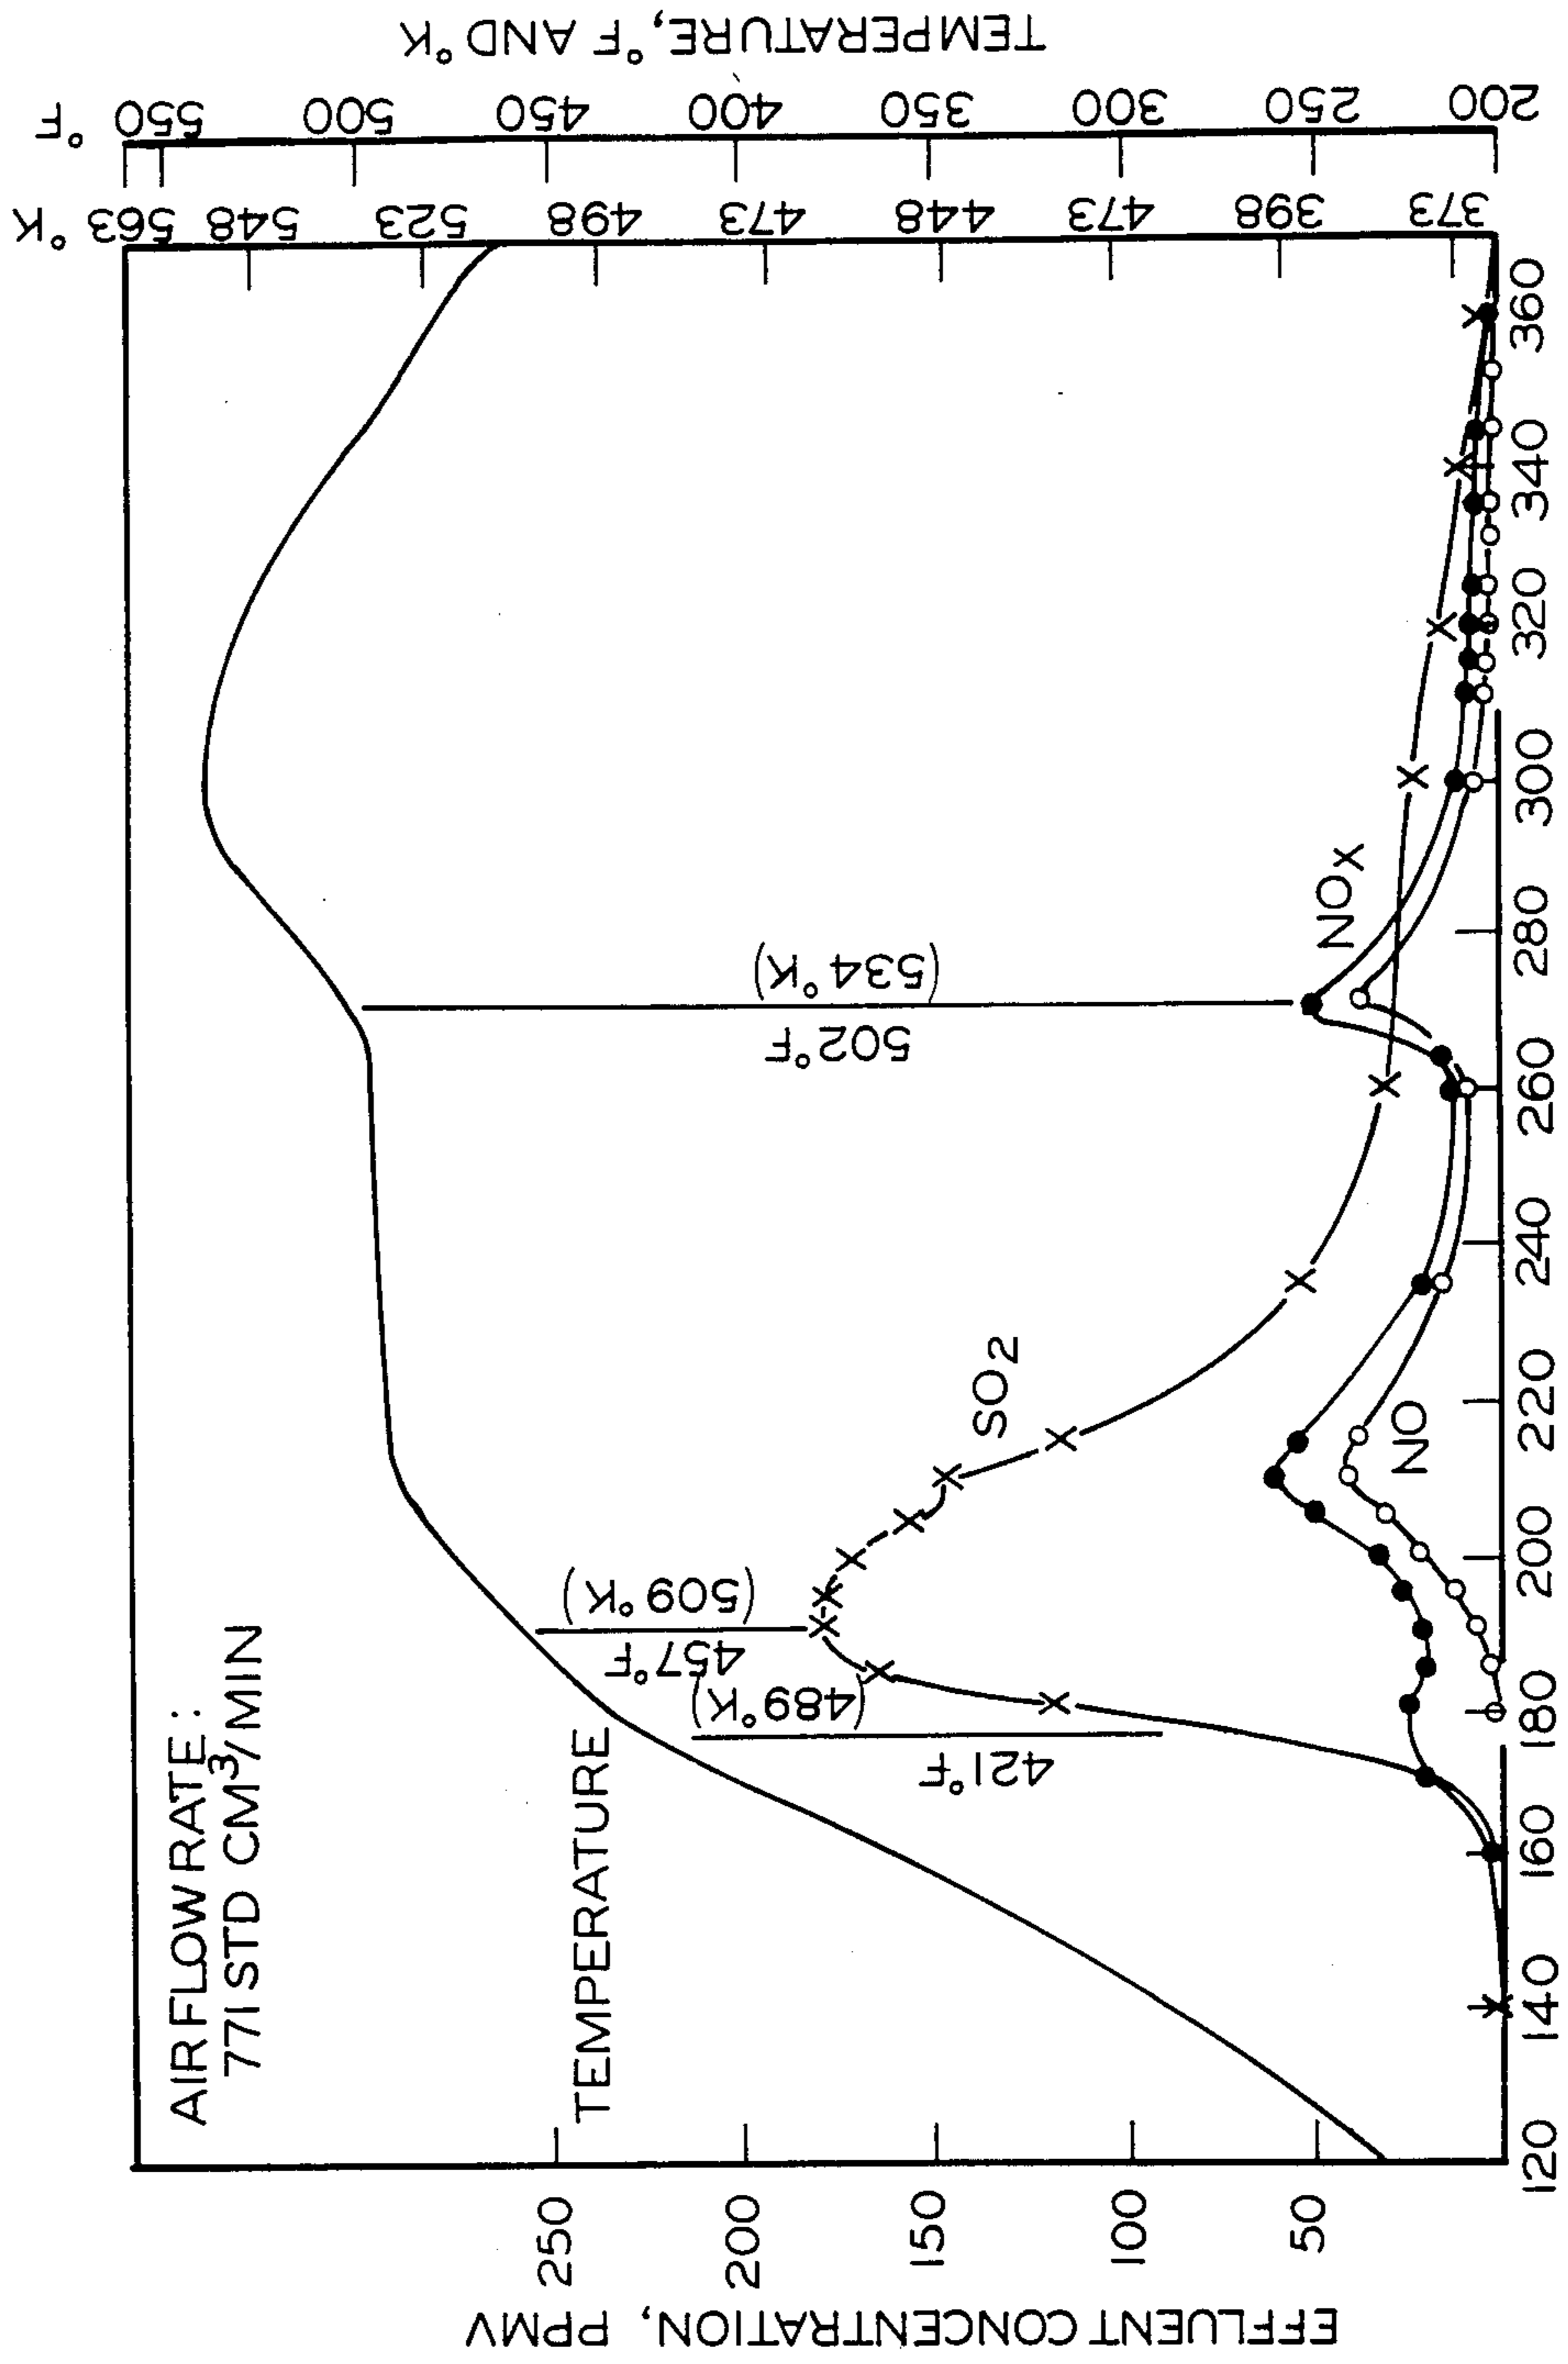 AIR FLOW RATE :
771 STD CM³/MIN
TEMPERATURE
421°F
(489°K)
457°F
(509°K)
502°F
(534°K)
SO₂
NO
NOX
EFFLUENT CONCENTRATION, PPMV
250
200
150
100
50
120 140 160 180 200 220 240 260 280 300 320 340 360
°K
563
548
523
498
473
448
473
398
373
°F
550
500
450
400
350
300
250
200
TEMPERATURE, °F AND °K